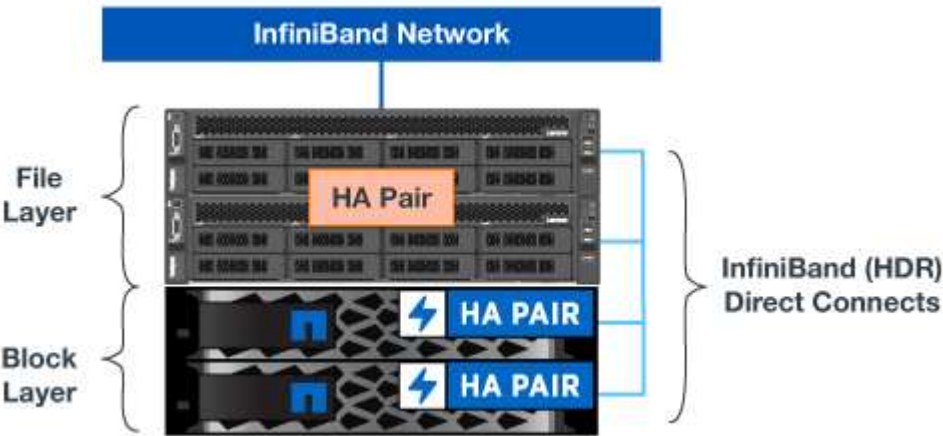 InfiniBand Network
File
Layer
HA Pair
HA PAIR
InfiniBand (HDR)
Direct Connects
Block
Layer
HA PAIR